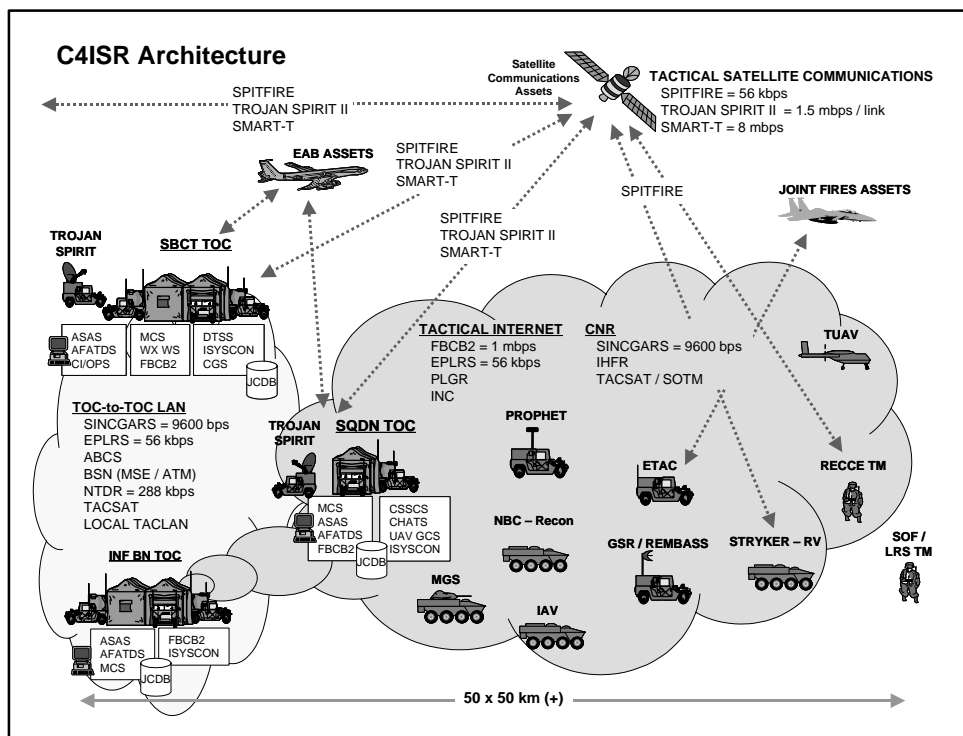 C4ISR Architecture
Satellite
Communications
Assets
TACTICAL SATELLITE COMMUNICATIONS
SPITFIRE = 56 kbps
TROJAN SPIRIT II = 1.5 mbps / link
SMART-T = 8 mbps
SPITFIRE
TROJAN SPIRIT II
SMART-T
EAB ASSETS
SPITFIRE
TROJAN SPIRIT II
SMART-T
SPITFIRE
JOINT FIRES ASSETS
SPITFIRE
TROJAN SPIRIT II
SMART-T
TROJAN
SPIRIT
SBCT TOC
ASAS
AFATDS
CI/OPS
MCS
WX WS
FBCB2
DTSS
ISYSCON
CGS
JCDB
TACTICAL INTERNET
FBCB2 = 1 mbps
EPLRS = 56 kbps
PLGR
INC
CNR
SINCGARS = 9600 bps
IHFR
TACSAT / SOTM
TUAV
TOC-to-TOC LAN
SINCGARS = 9600 bps
EPLRS = 56 kbps
ABCS
BSN (MSE / ATM)
NTDR = 288 kbps
TACSAT
LOCAL TACLAN
TROJAN
SPIRIT
SQDN TOC
MCS
ASAS
AFATDS
FBCB2
CSSCS
CHATS
UAV GCS
ISYSCON
JCDB
PROPHET
ETAC
RECCE TM
NBC – Recon
GSR / REMBASS
STRYKER – RV
SOF /
LRS TM
MGS
IAV
INF BN TOC
ASAS
AFATDS
MCS
FBCB2
ISYSCON
JCDB
50 x 50 km (+)